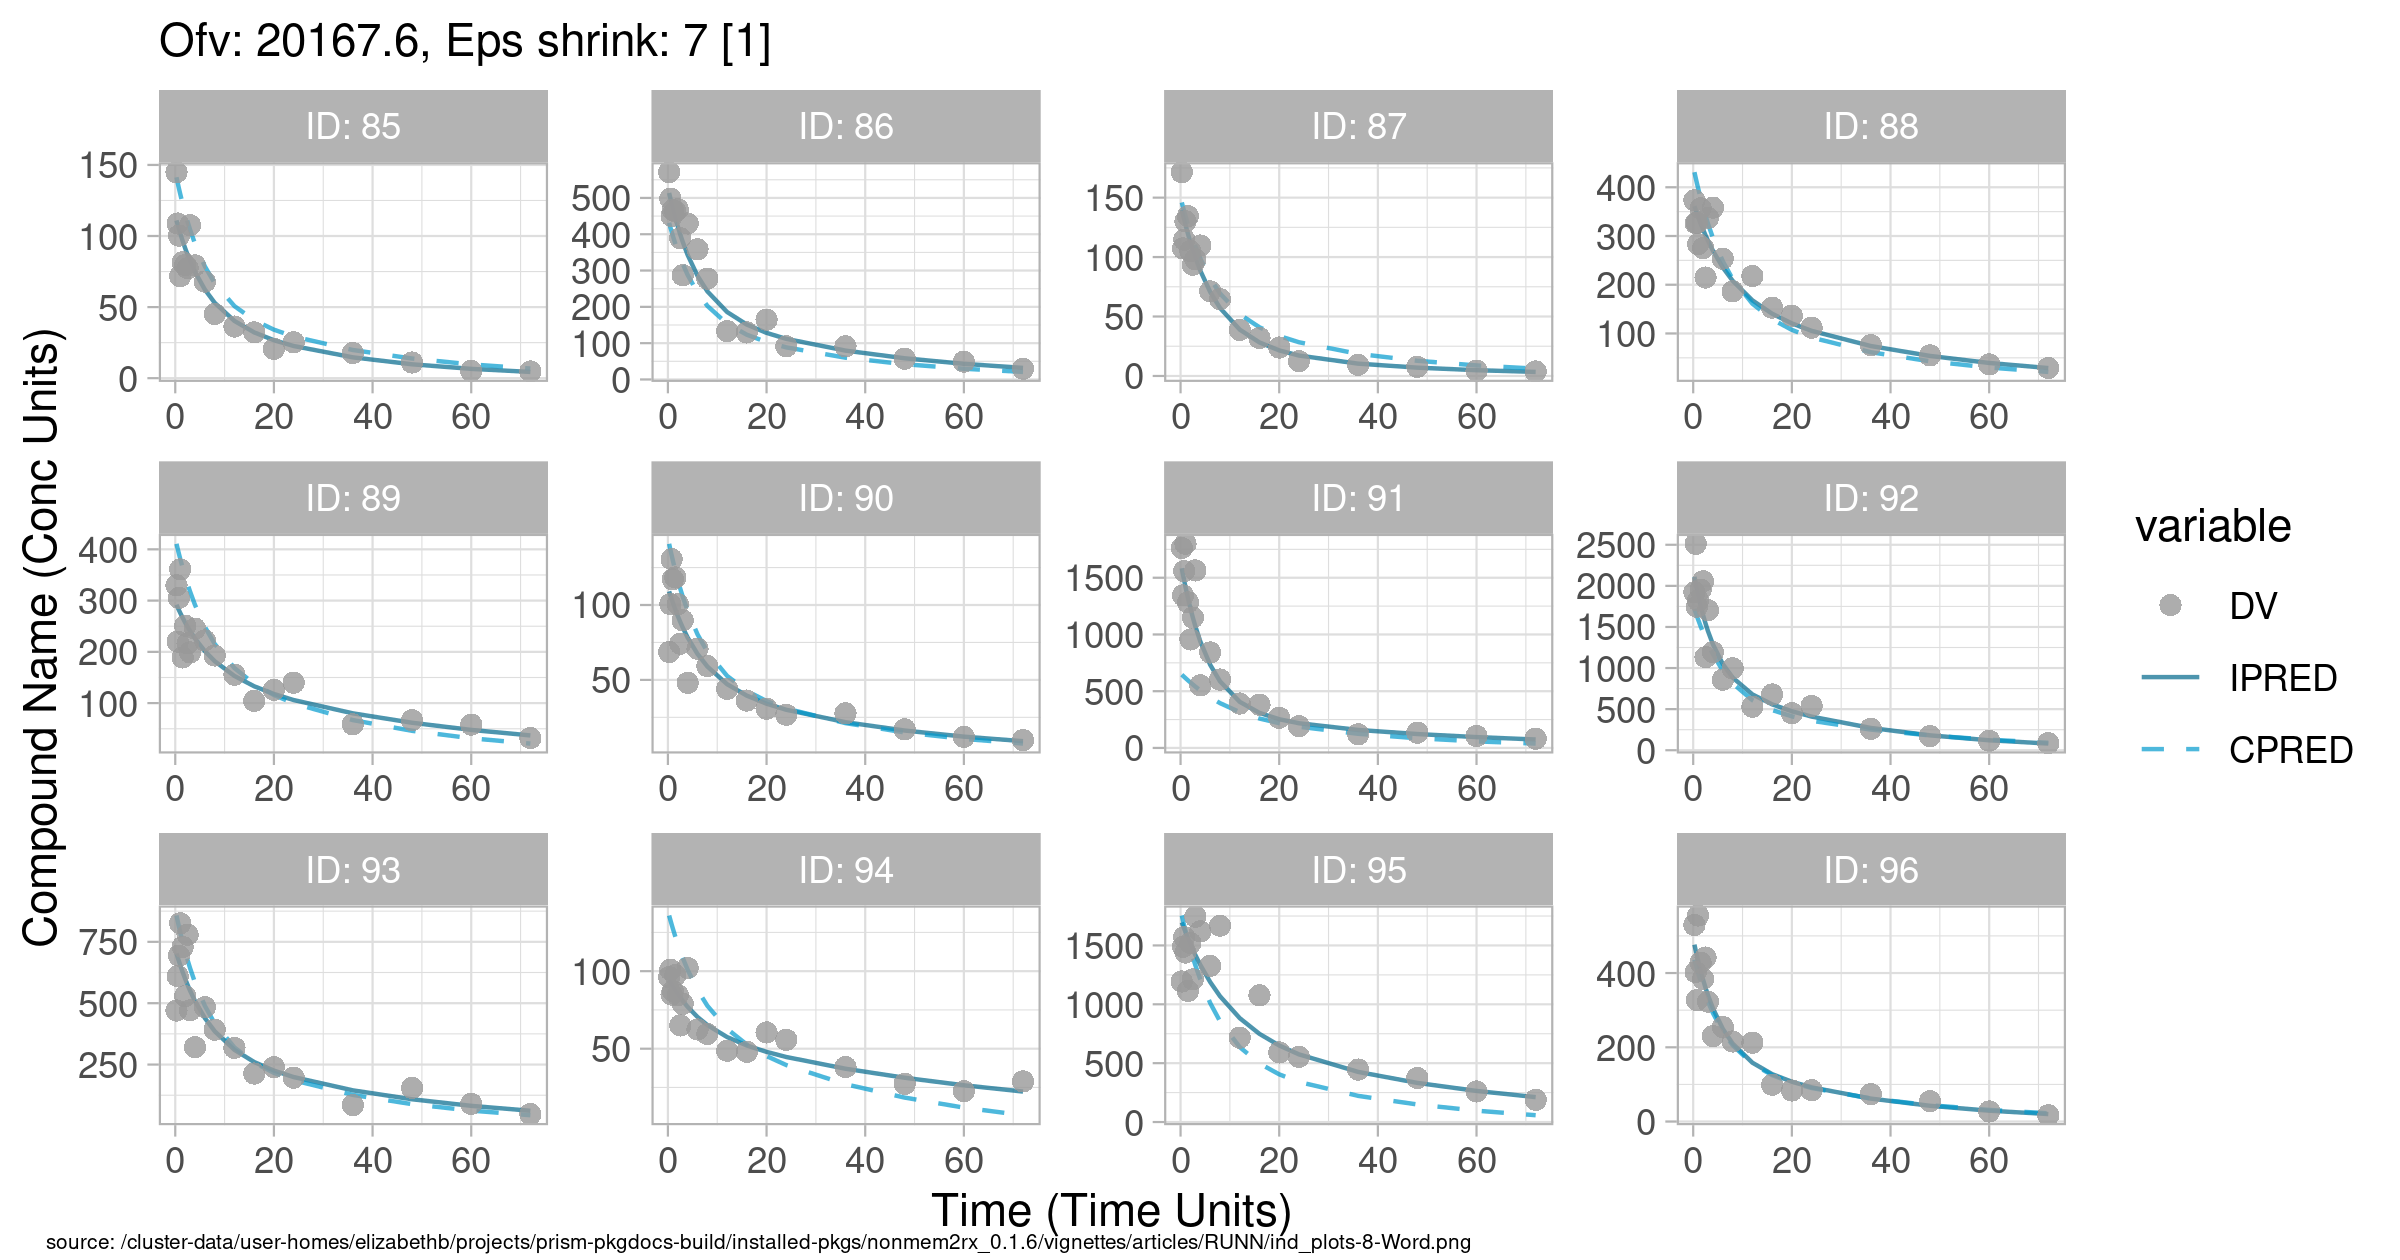 Ofv: 20167.6, Eps shrink: 7 [1]
Compound Name (Conc Units)
ID: 85
150
100
50
0
0 20 40 60
ID: 86
500
400
300
200
100
0
0 20 40 60
ID: 87
150
100
50
0
0 20 40 60
ID: 88
400
300
200
100
0 20 40 60
ID: 89
400
300
200
100
0 20 40 60
ID: 90
100
50
0 20 40 60
ID: 91
1500
1000
500
0
0 20 40 60
ID: 92
2500
2000
1500
1000
500
0
0 20 40 60
ID: 93
750
500
250
0 20 40 60
ID: 94
100
50
0 20 40 60
ID: 95
1500
1000
500
0
0 20 40 60
ID: 96
400
200
0
0 20 40 60
variable
DV
IPRED
CPRED
Time (Time Units)
source: /cluster-data/user-homes/elizabethb/projects/prism-pkgdocs-build/installed-pkgs/nonmem2rx_0.1.6/vignettes/articles/RUNN/ind_plots-8-Word.png